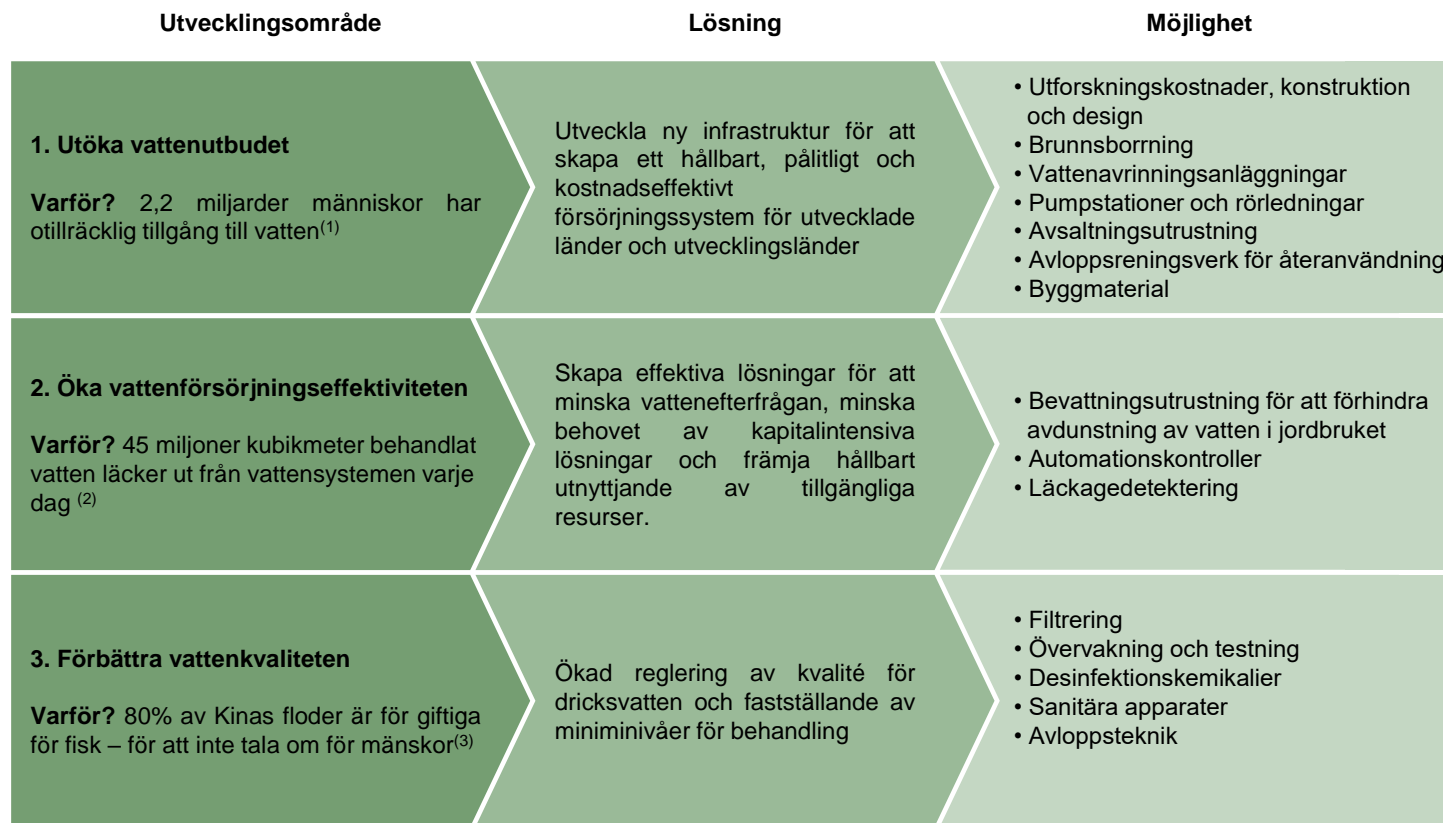 Utvecklingsområde
Lösning
Möjlighet
1. Utöka vattenutbudet
Varför? 2,2 miljarder människor har
otillräcklig tillgång till vatten(1)
Utveckla ny infrastruktur för att
skapa ett hållbart, pålitligt och
kostnadseffektivt
försörjningssystem för utvecklade
länder och utvecklingsländer
• Utforskningskostnader, konstruktion
och design
• Brunnsborrning
• Vattenavrinningsanläggningar
• Pumpstationer och rörledningar
• Avsaltningsutrustning
• Avloppsreningsverk för återanvändning
• Byggmaterial
2. Öka vattenförsörjningseffektiviteten
Varför? 45 miljoner kubikmeter behandlat
vatten läcker ut från vattensystemen varje
dag (2)
Skapa effektiva lösningar för att
minska vattenefterfrågan, minska
behovet av kapitalintensiva
lösningar och främja hållbart
utnyttjande av tillgängliga
resurser.
• Bevattningsutrustning för att förhindra
avdunstning av vatten i jordbruket
• Automationskontroller
• Läckagedetektering
3. Förbättra vattenkvaliteten
Varför? 80% av Kinas floder är för giftiga
för fisk – för att inte tala om för mänskor(3)
Ökad reglering av kvalité för
dricksvatten och fastställande av
miniminivåer för behandling
• Filtrering
• Övervakning och testning
• Desinfektionskemikalier
• Sanitära apparater
• Avloppsteknik